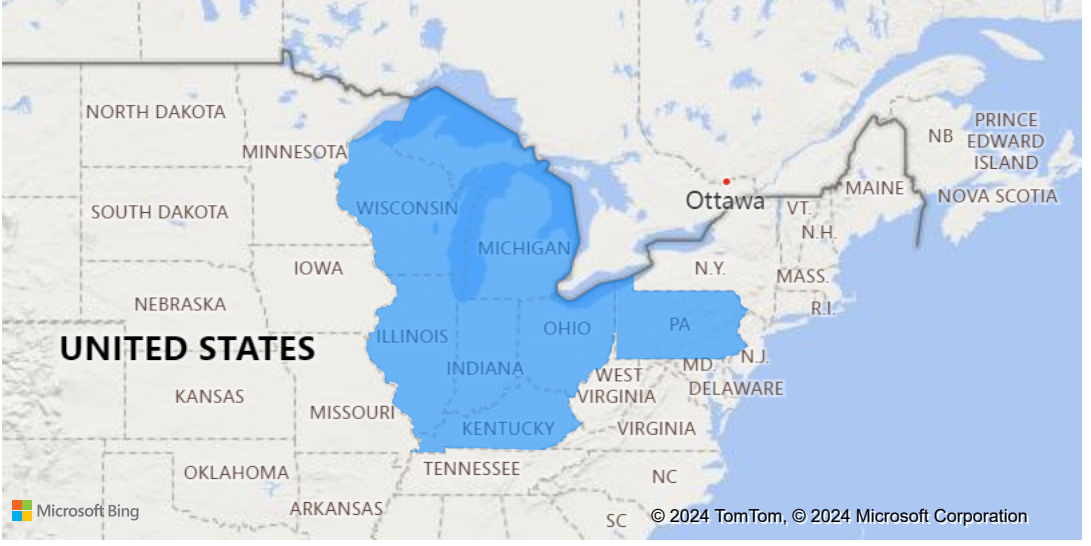 NORTH DAKOTA
MINNESOTA
SOUTH DAKOTA
WISCONSIN
MICHIGAN
IOWA
NEBRASKA
UNITED STATES
ILLINOIS
INDIANA
OHIO
PA
KANSAS
MISSOURI
KENTUCKY
WEST
VIRGINIA
VIRGINIA
MD.
DELAWARE
N.J.
OKLAHOMA
ARKANSAS
TENNESSEE
NC
SC
Ottawa
N.Y.
VT.
N.H.
MASS.
R.I.
MAINE
NB
PRINCE
EDWARD
ISLAND
NOVA SCOTIA
Microsoft Bing
© 2024 TomTom, © 2024 Microsoft Corporation